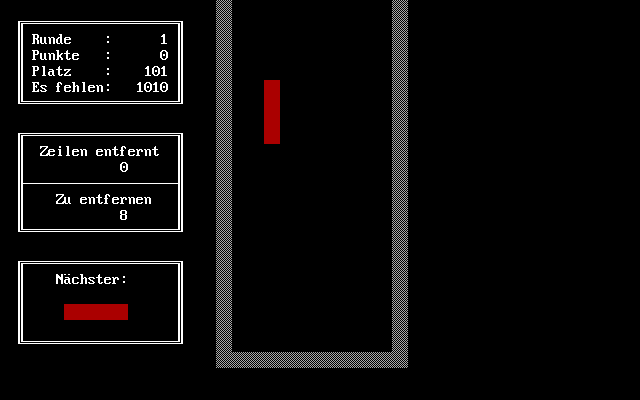 Runde   :      1
Punkte  :      0
Platz   :    101
Es fehlen:   1010
Zeilen entfernt
0
Zu entfernen
8
Nächster: